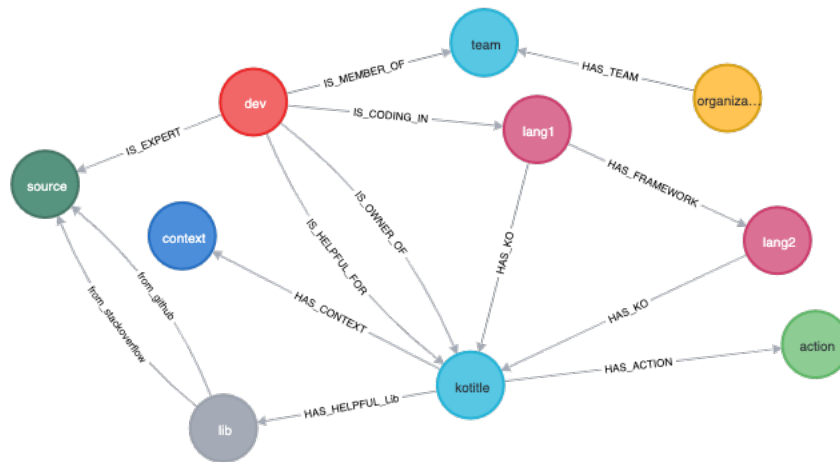 team
IS_MEMBER_OF
HAS_TEAM
dev
organiza...
IS_CODING_IN
lang1
IS_EXPERT
HAS_FRAMEWORK
source
context
IS_OWNER_OF
IS_HELPFUL_FOR
HAS_KO
lang2
from_github
from_stackoverflow
HAS_CONTEXT
HAS_KO
action
HAS_ACTION
kotitle
HAS_HELPFUL_Lib
lib